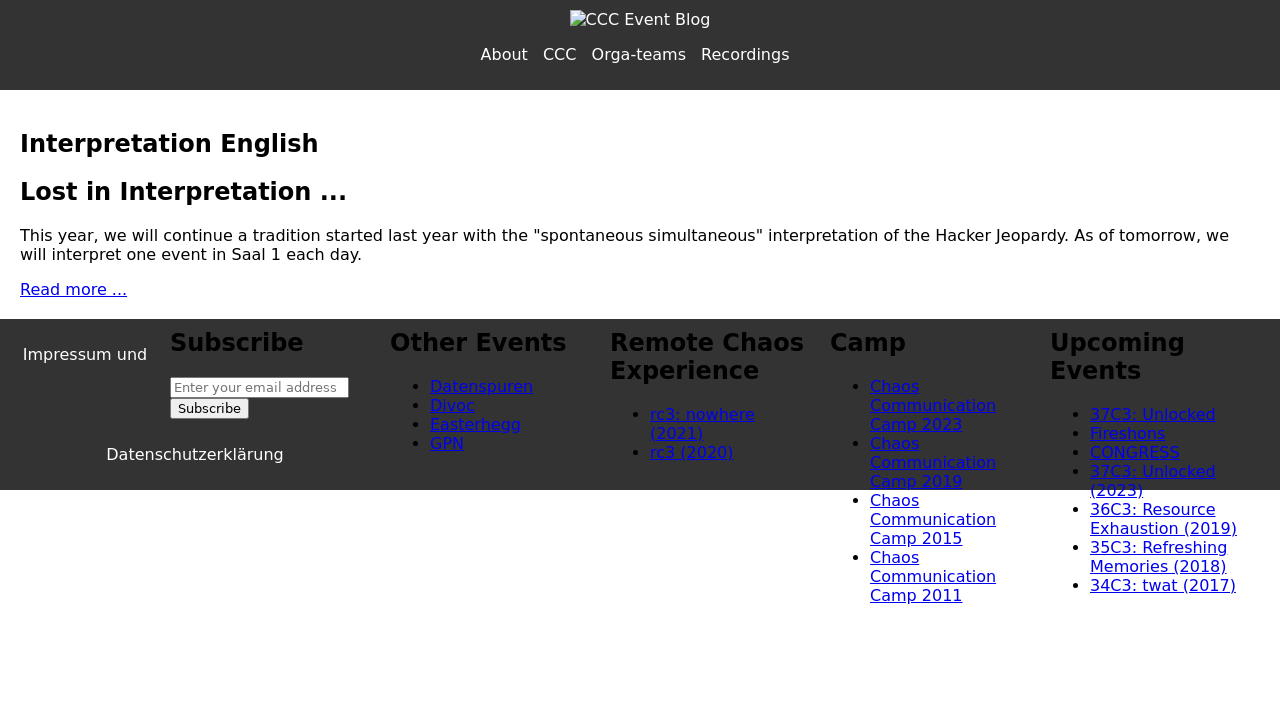 CCC Event Blog
About CCC Orga-teams Recordings
Interpretation English
Lost in Interpretation ...
This year, we will continue a tradition started last year with the "spontaneous simultaneous" interpretation of the Hacker Jeopardy. As of tomorrow, we
will interpret one event in Saal 1 each day.
Read more ...
Impressum und
Datenschutzerklärung
Subscribe
Enter your email address
Subscribe
Other Events
Datenspuren
Divoc
Easterhegg
GPN
Remote Chaos
Experience
rc3: nowhere
(2021)
rc3 (2020)
Camp
Chaos
Communication
Camp 2023
Chaos
Communication
Camp 2019
Chaos
Communication
Camp 2015
Chaos
Communication
Camp 2011
Upcoming
Events
37C3: Unlocked
Fireshons
CONGRESS
37C3: Unlocked
(2023)
36C3: Resource
Exhaustion (2019)
35C3: Refreshing
Memories (2018)
34C3: twat (2017)